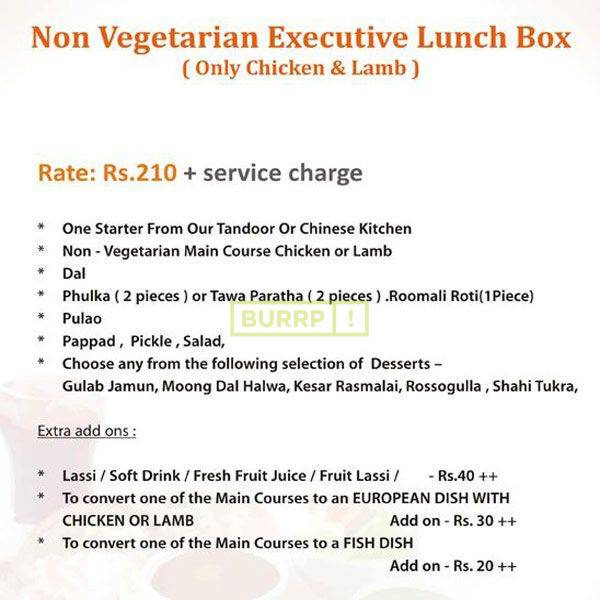 Non Vegetarian Executive Lunch Box
( Only Chicken & Lamb )
Rate: Rs.210 + service charge
* One Starter From Our Tandoor Or Chinese Kitchen
* Non - Vegetarian Main Course Chicken or Lamb
* Dal
* Phulka ( 2 pieces ) or Tawa Paratha ( 2 pieces ) .Roomali Roti(1Piece)
* Pulao
BURRP !
* Pappad , Pickle , Salad,
* Choose any from the following selection of Desserts –
Gulab Jamun, Moong Dal Halwa, Kesar Rasmalai, Rossogulla , Shahi Tukra,
Extra add ons :
* Lassi / Soft Drink / Fresh Fruit Juice / Fruit Lassi / - Rs.40 ++
* To convert one of the Main Courses to an EUROPEAN DISH WITH
CHICKEN OR LAMB Add on - Rs. 30 ++
* To convert one of the Main Courses to a FISH DISH
Add on - Rs. 20 ++